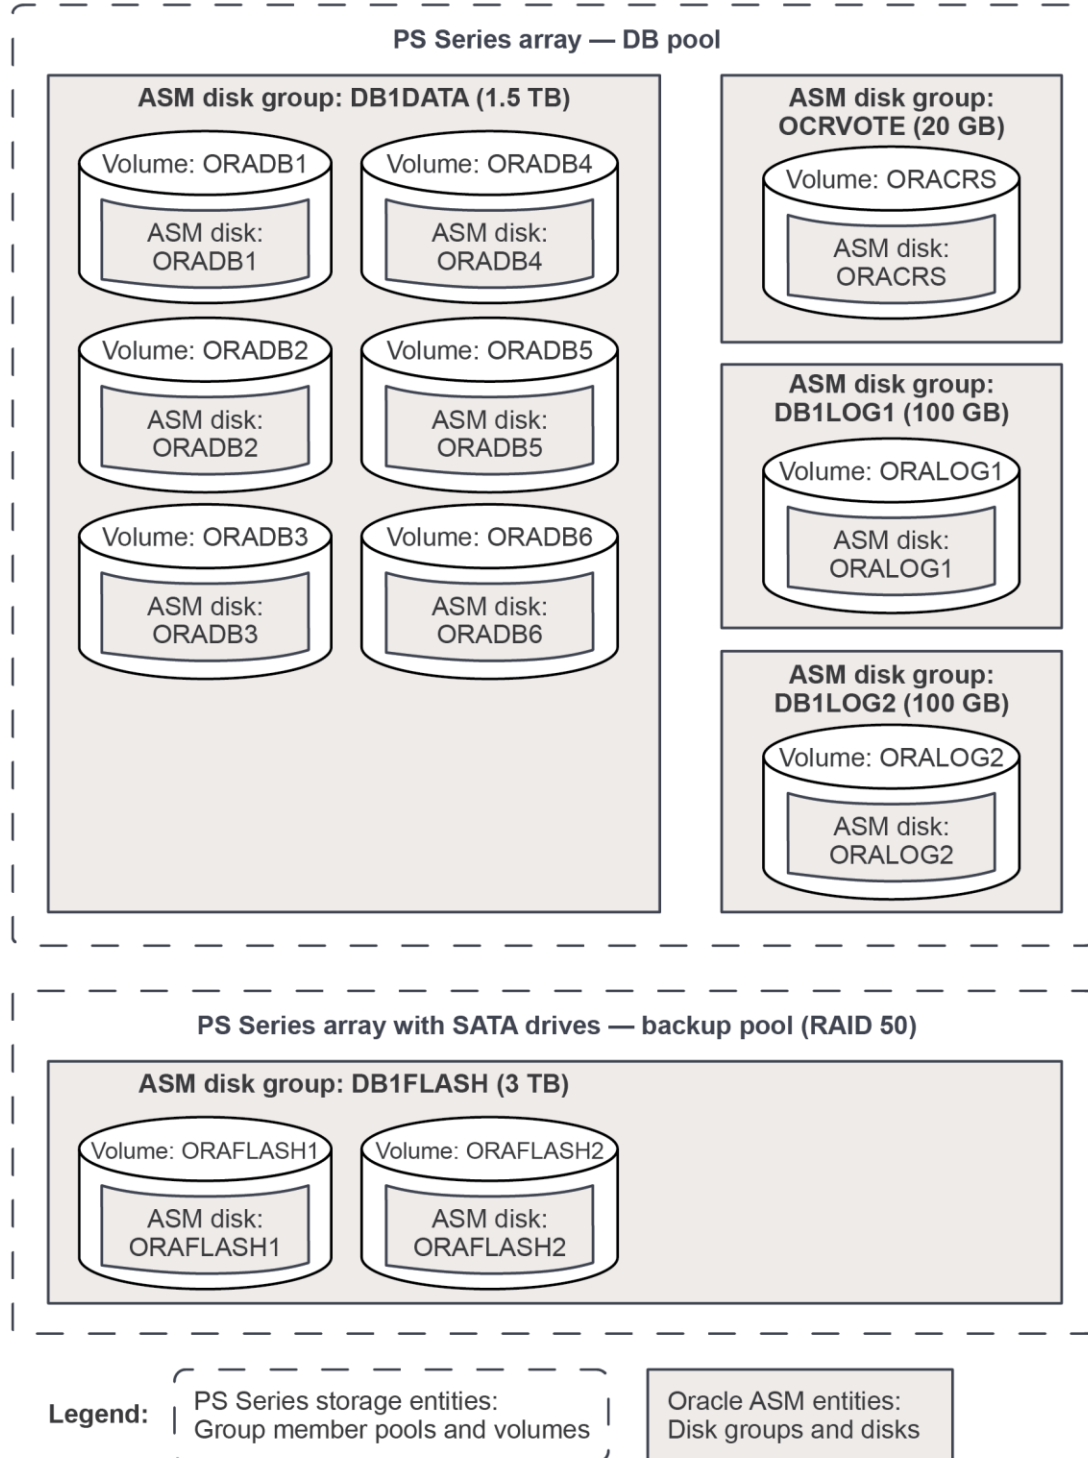 PS Series array — DB pool
ASM disk group: DB1DATA (1.5 TB)
Volume: ORADB1
ASM disk:
ORADB1
Volume: ORADB4
ASM disk:
ORADB4
Volume: ORADB2
ASM disk:
ORADB2
Volume: ORADB5
ASM disk:
ORADB5
Volume: ORADB3
ASM disk:
ORADB3
Volume: ORADB6
ASM disk:
ORADB6
ASM disk group:
OCRVOTE (20 GB)
Volume: ORACRS
ASM disk:
ORACRS
ASM disk group:
DB1LOG1 (100 GB)
Volume: ORALOG1
ASM disk:
ORALOG1
ASM disk group:
DB1LOG2 (100 GB)
Volume: ORALOG2
ASM disk:
ORALOG2
PS Series array with SATA drives — backup pool (RAID 50)
ASM disk group: DB1FLASH (3 TB)
Volume: ORAFLASH1
ASM disk:
ORAFLASH1
Volume: ORAFLASH2
ASM disk:
ORAFLASH2
Legend:
PS Series storage entities:
Group member pools and volumes
Oracle ASM entities:
Disk groups and disks